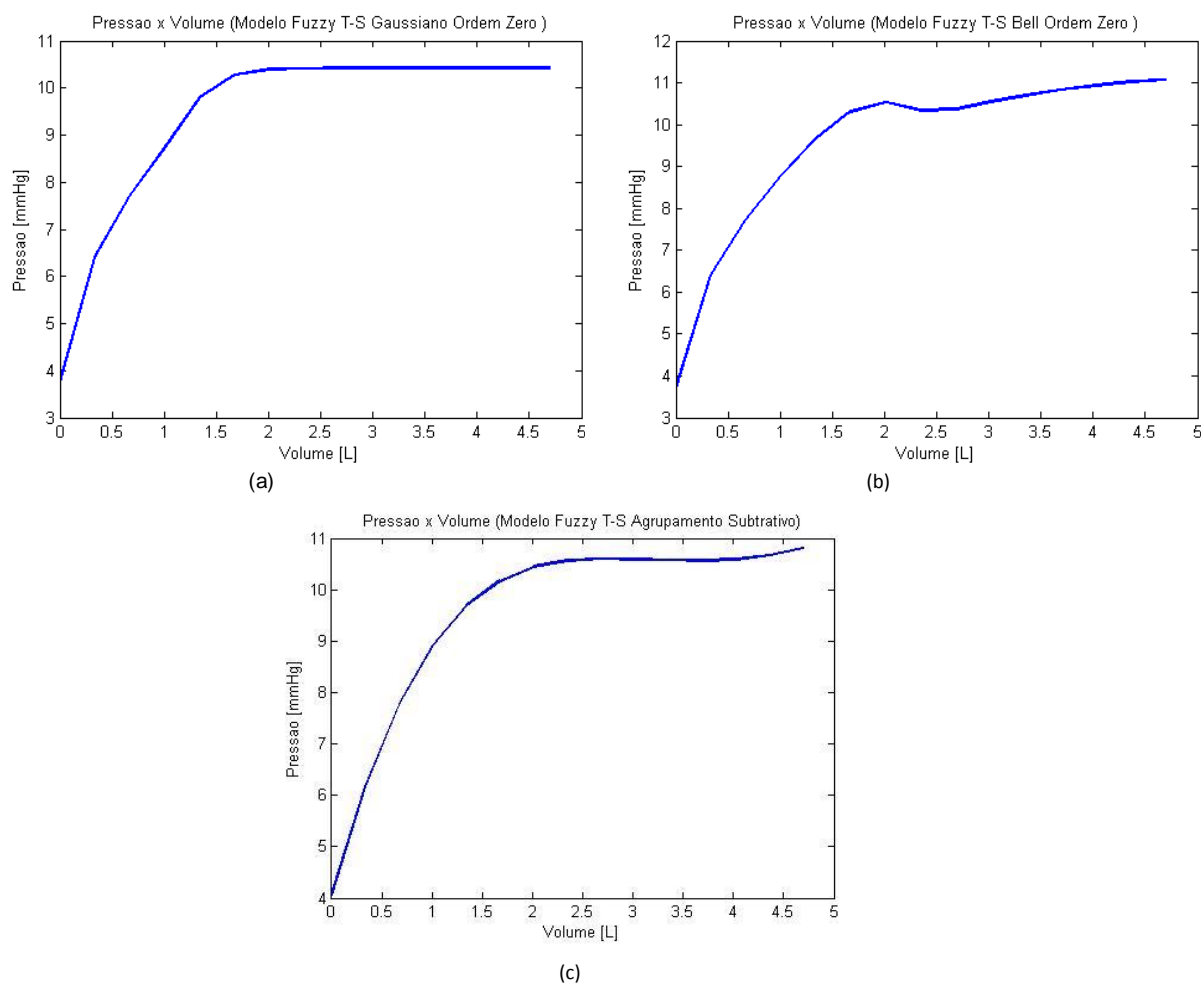 Pressao x Volume (Modelo Fuzzy T-S Gaussiano Ordem Zero )
11
10
9
8
7
6
5
4
3
Pressao [mmHg]
0 0.5 1 1.5 2 2.5 3 3.5 4 4.5 5
Volume [L]
(a)
Pressao x Volume (Modelo Fuzzy T-S Bell Ordem Zero )
12
11
10
9
8
7
6
5
4
3
Pressao [mmHg]
0 0.5 1 1.5 2 2.5 3 3.5 4 4.5 5
Volume [L]
(b)
Pressao x Volume (Modelo Fuzzy T-S Agrupamento Subtrativo)
11
10
9
8
7
6
5
4
Pressao [mmHg]
0 0.5 1 1.5 2 2.5 3 3.5 4 4.5 5
Volume [L]
(c)